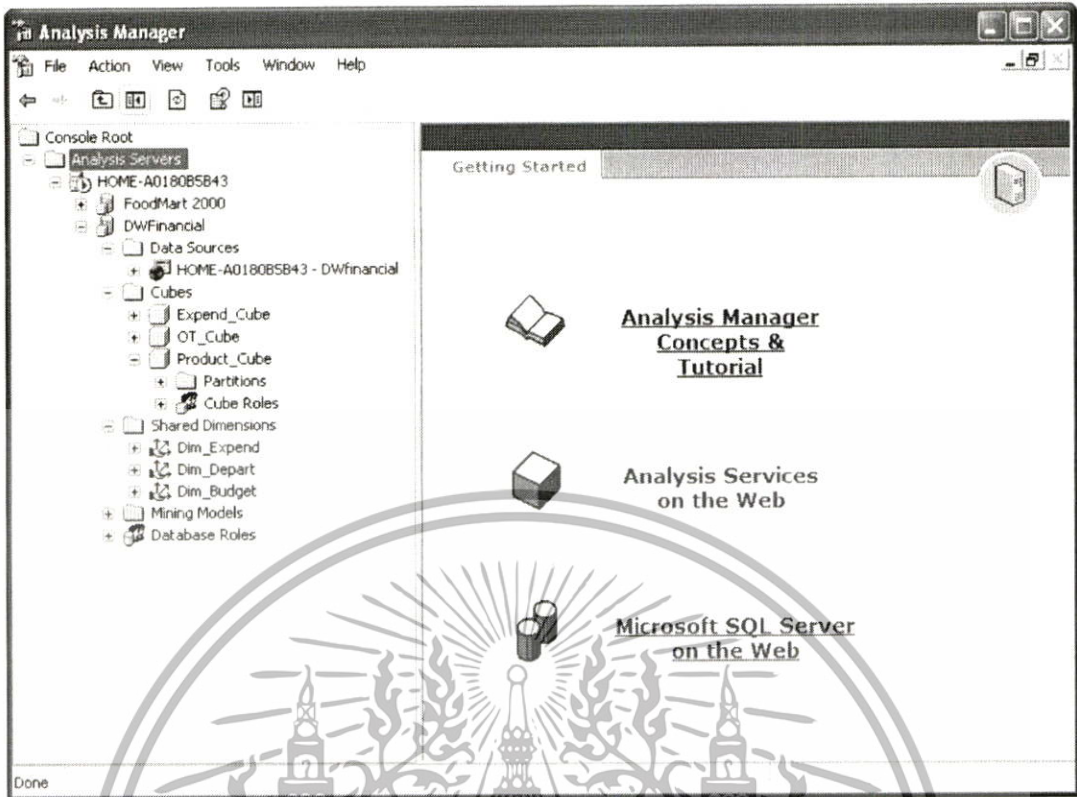 Analysis Manager
File Action View Tools Window Help
Console Root
Analysis Servers
HOME-A0180B5B43
FoodMart 2000
DWFinancial
Data Sources
HOME-A0180B5B43 - DWfinancial
Cubes
Expend_Cube
OT_Cube
Product_Cube
Partitions
Cube Roles
Shared Dimensions
Dim_Expend
Dim_Depart
Dim_Budget
Mining Models
Database Roles
Getting Started
Analysis Manager
Concepts &
Tutorial
Analysis Services
on the Web
Microsoft SQL Server
on the Web
Done